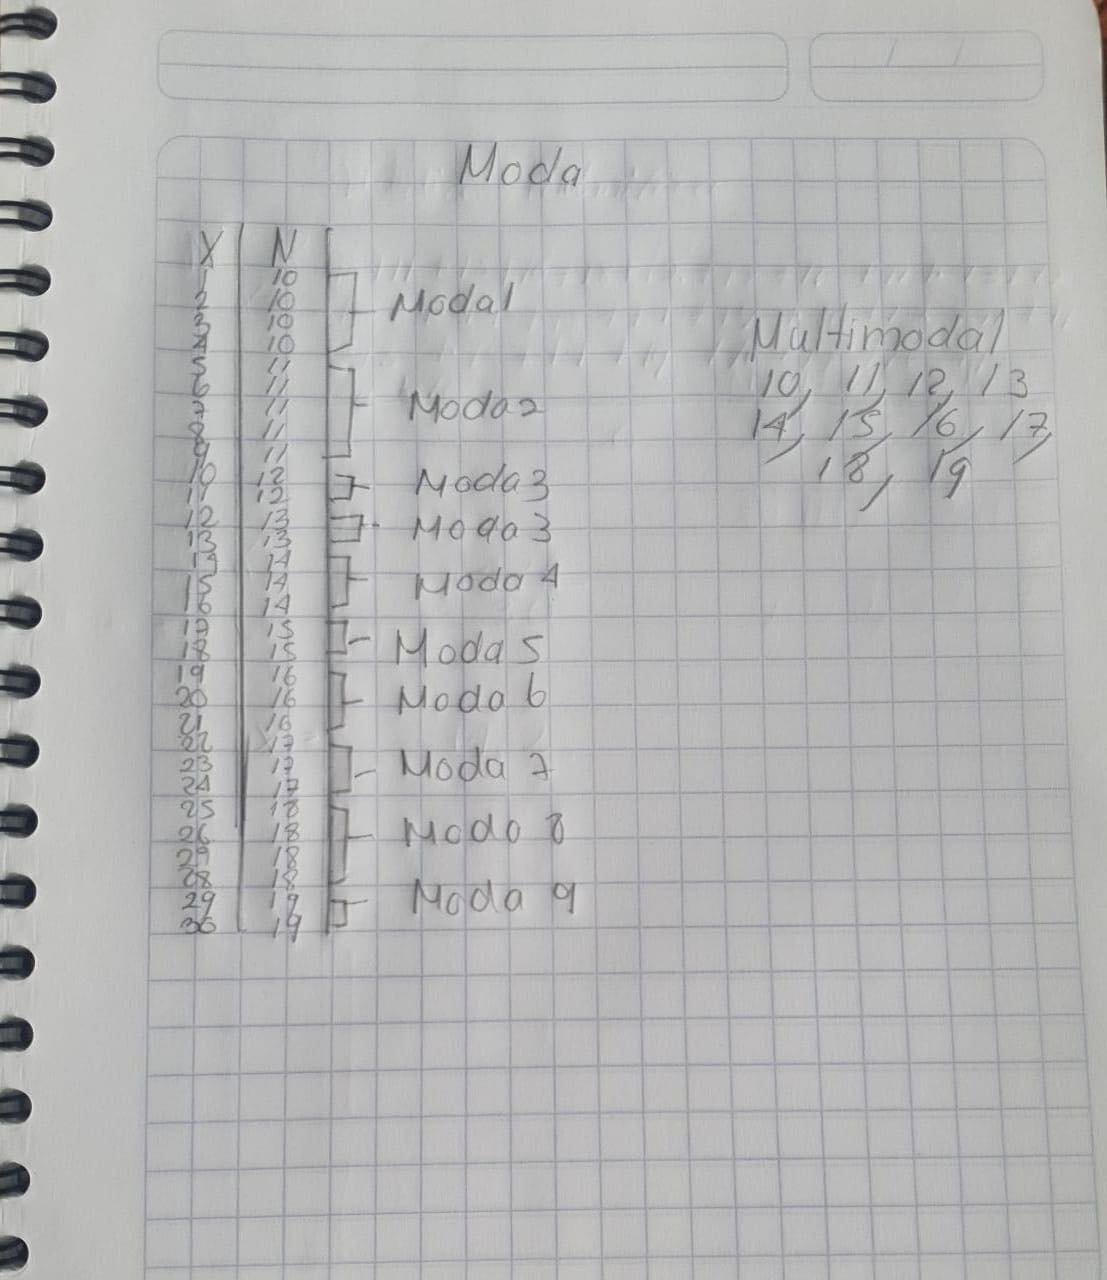 Moda
X N
1 10
2 10 Moda1
3 10
4 10
5 11
6 11
7 11 Moda2
8 11
9 11
10 12 Moda3
11 12
12 13 Moda3
13 13
14 14
15 14 Moda 4
16 14
17 15
18 15 Moda 5
19 16
20 16 Moda 6
21 16
22 17
23 17 Moda 7
24 17
25 18
26 18 Moda 8
29 18
28 18
29 19 Moda 9
30 19
Multimodal
10, 11, 12, 13
14, 15, 16, 17,
18, 19